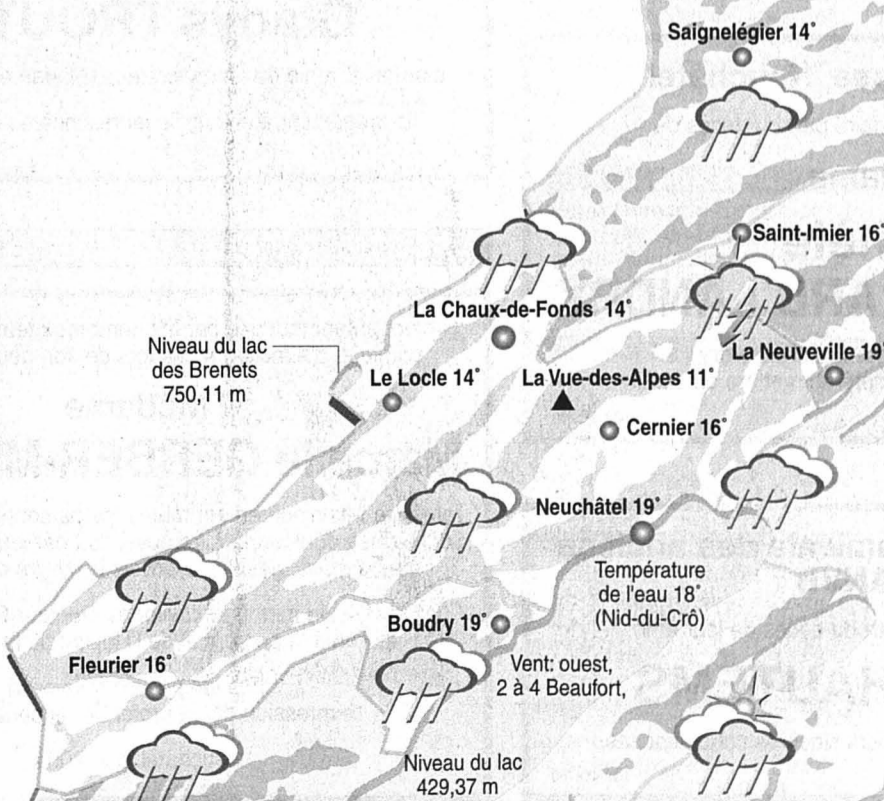 Saignelégier 14°
Saint-Imier 16°
La Chaux-de-Fonds 14°
Niveau du lac
des Brenets
750,11 m
La Neuveville 19°
Le Locle 14°
La Vue-des-Alpes 11°
Cernier 16°
Neuchâtel 19°
Température
de l'eau 18°
(Nid-du-Crô)
Boudry 19°
Fleurier 16°
Vent: ouest,
2 à 4 Beaufort,
Niveau du lac
429,37 m